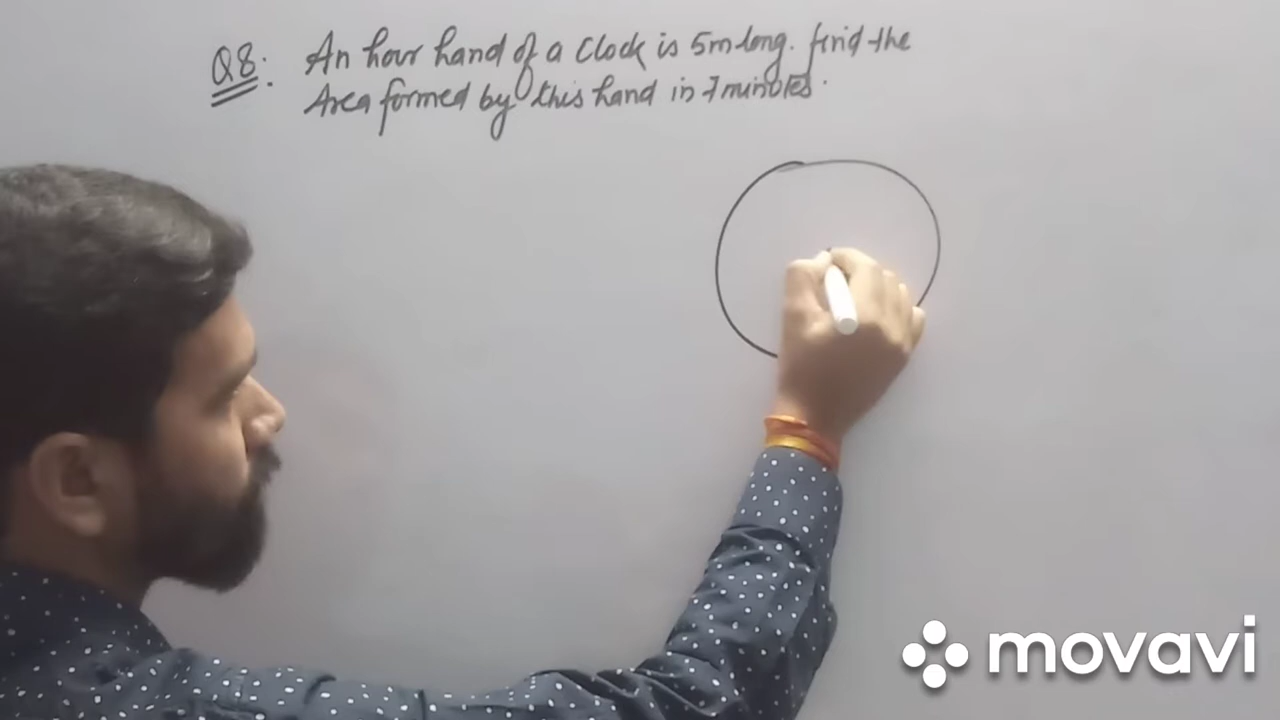 Q8: An hour hand of a Clock is 5m long. find the
Area formed by this hand in 7 minutes.
movavi